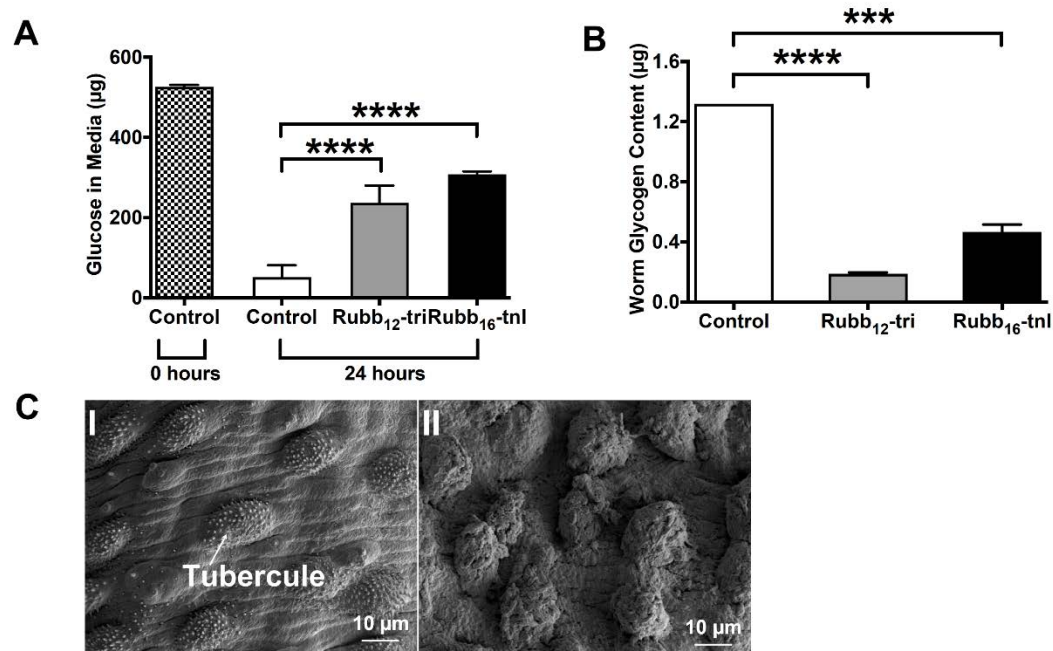 A
Glucose in Media (µg)
600
400
200
0
****
****
Control
Control
Rubb₁₂-tri
Rubb₁₆-tnl
0 hours
24 hours
B
Worm Glycogen Content (µg)
1.6
1.2
0.8
0.4
0.0
***
****
Control
Rubb₁₂-tri
Rubb₁₆-tnl
C
I
Tubercule
10 µm
II
10 µm